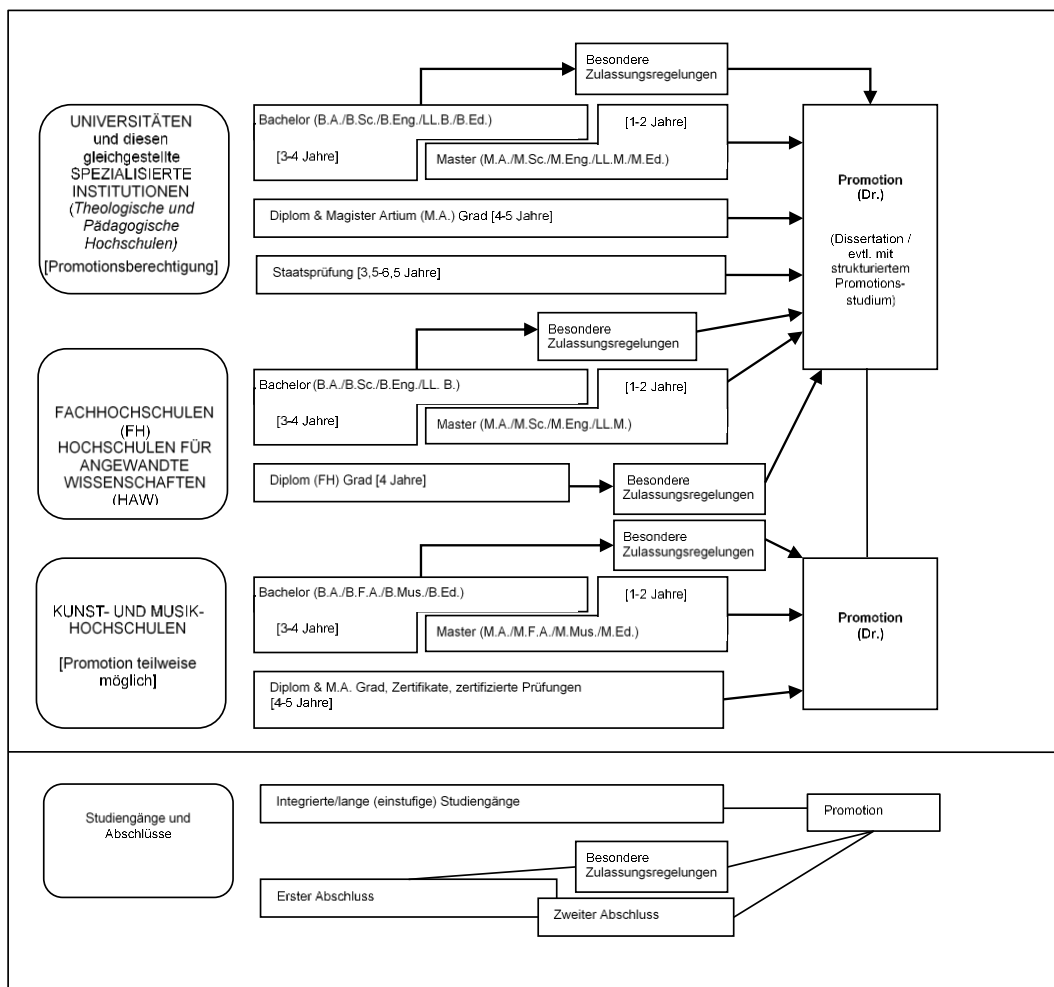 Besondere
Zulassungsregelungen
UNIVERSITÄTEN
und diesen
gleichgestellte
SPEZIALISIERTE
INSTITUTIONEN
(Theologische und
Pädagogische
Hochschulen)
[Promotionsberechtigung]
Bachelor (B.A./B.Sc./B.Eng./LL.B./B.Ed.)
[3-4 Jahre]
[1-2 Jahre]
Master (M.A./M.Sc./M.Eng./LL.M./M.Ed.)
Diplom & Magister Artium (M.A.) Grad [4-5 Jahre]
Staatsprüfung [3,5-6,5 Jahre]
Promotion
(Dr.)
(Dissertation /
evtl. mit
strukturiertem
Promotions-
studium)
Besondere
Zulassungsregelungen
FACHHOCHSCHULEN
(FH)
HOCHSCHULEN FÜR
ANGEWANDTE
WISSENSCHAFTEN
(HAW)
Bachelor (B.A./B.Sc./B.Eng./LL. B.)
[3-4 Jahre]
[1-2 Jahre]
Master (M.A./M.Sc./M.Eng./LL.M.)
Diplom (FH) Grad [4 Jahre]
Besondere
Zulassungsregelungen
Besondere
Zulassungsregelungen
KUNST- UND MUSIK-
HOCHSCHULEN
[Promotion teilweise
möglich]
Bachelor (B.A./B.F.A./B.Mus./B.Ed.)
[3-4 Jahre]
[1-2 Jahre]
Master (M.A./M.F.A./M.Mus./M.Ed.)
Diplom & M.A. Grad, Zertifikate, zertifizierte Prüfungen
[4-5 Jahre]
Promotion
(Dr.)
Studiengänge und
Abschlüsse
Integrierte/lange (einstufige) Studiengänge
Promotion
Besondere
Zulassungsregelungen
Erster Abschluss
Zweiter Abschluss